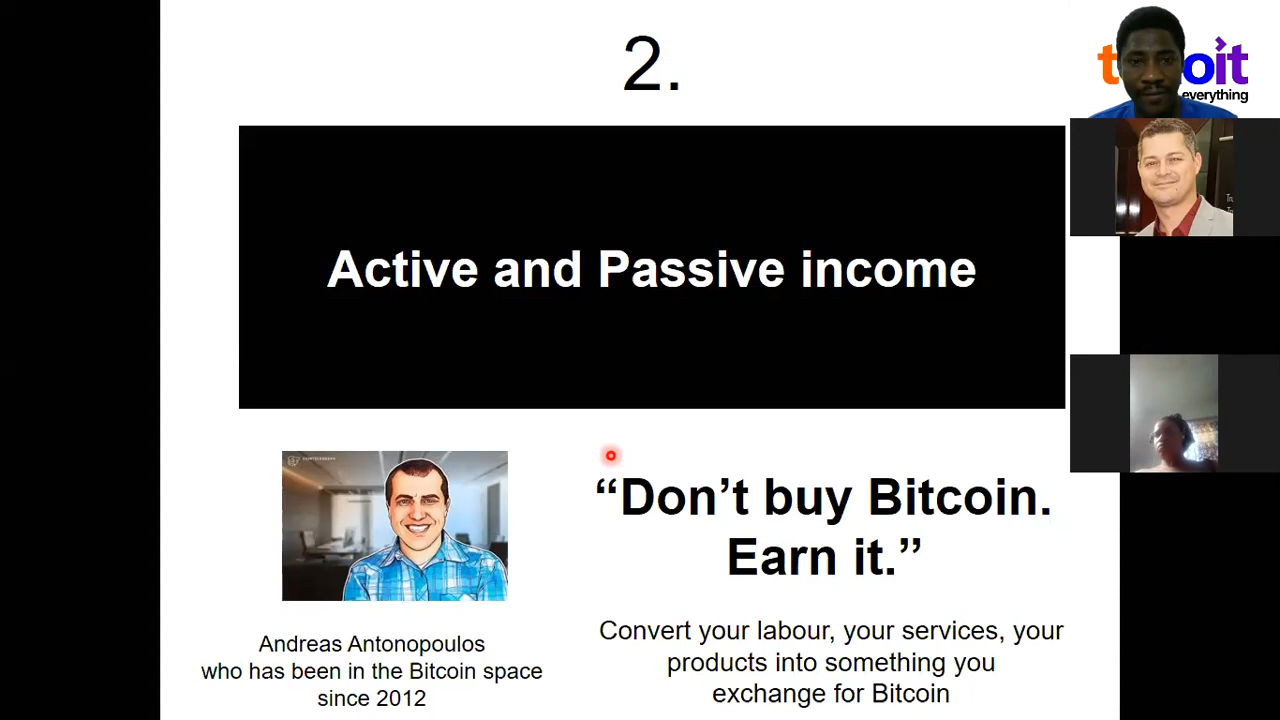 2.
everything
Active and Passive income
“Don’t buy Bitcoin.
Earn it.”
Andreas Antonopoulos
who has been in the Bitcoin space
since 2012
Convert your labour, your services, your
products into something you
exchange for Bitcoin